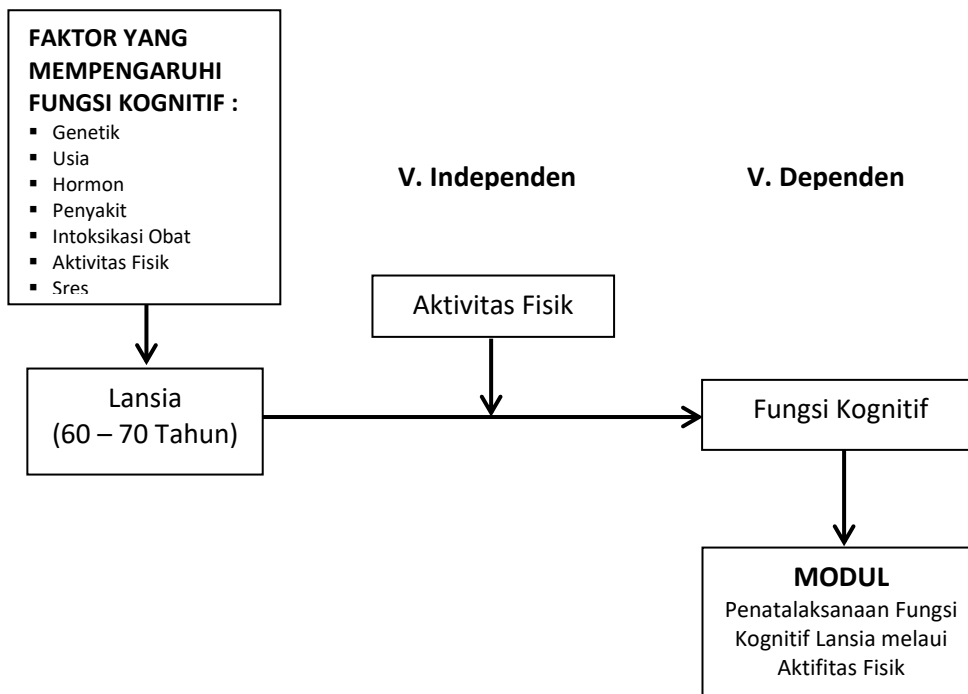 FAKTOR YANG
MEMPENGARUHI
FUNGSI KOGNITIF :
▪ Genetik
▪ Usia
▪ Hormon
▪ Penyakit
▪ Intoksikasi Obat
▪ Aktivitas Fisik
▪ Sres
V. Independen
V. Dependen
Aktivitas Fisik
Lansia
(60 – 70 Tahun)
Fungsi Kognitif
MODUL
Penatalaksanaan Fungsi
Kognitif Lansia melaui
Aktifitas Fisik